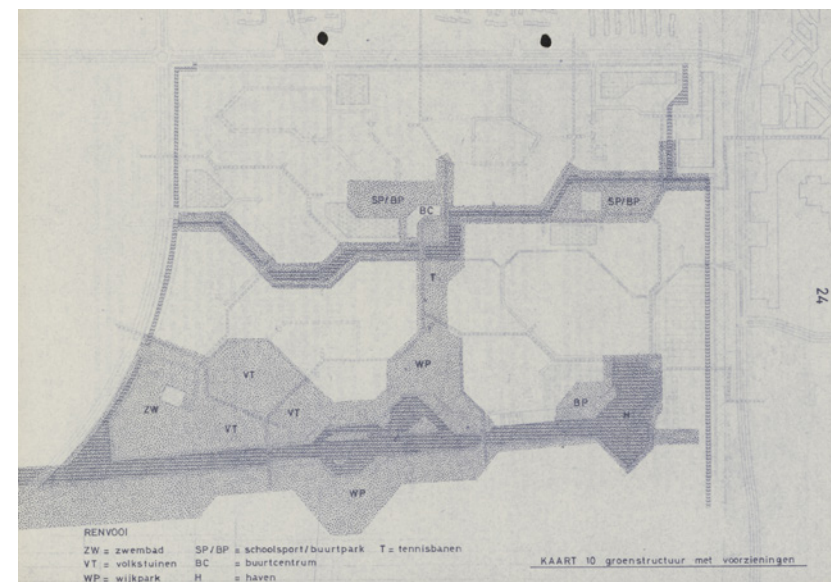 SP/BP
BC
SP/BP
T
24
WP
VT
BP
ZW
VT
H
VT
WP
RENVOOI
ZW = zwembad SP/BP = schoolsport/buurtpark T = tennisbanen
VT = volkstuinen BC = buurtcentrum
WP = wijkpark H = haven
KAART 10 groenstructuur met voorzieningen